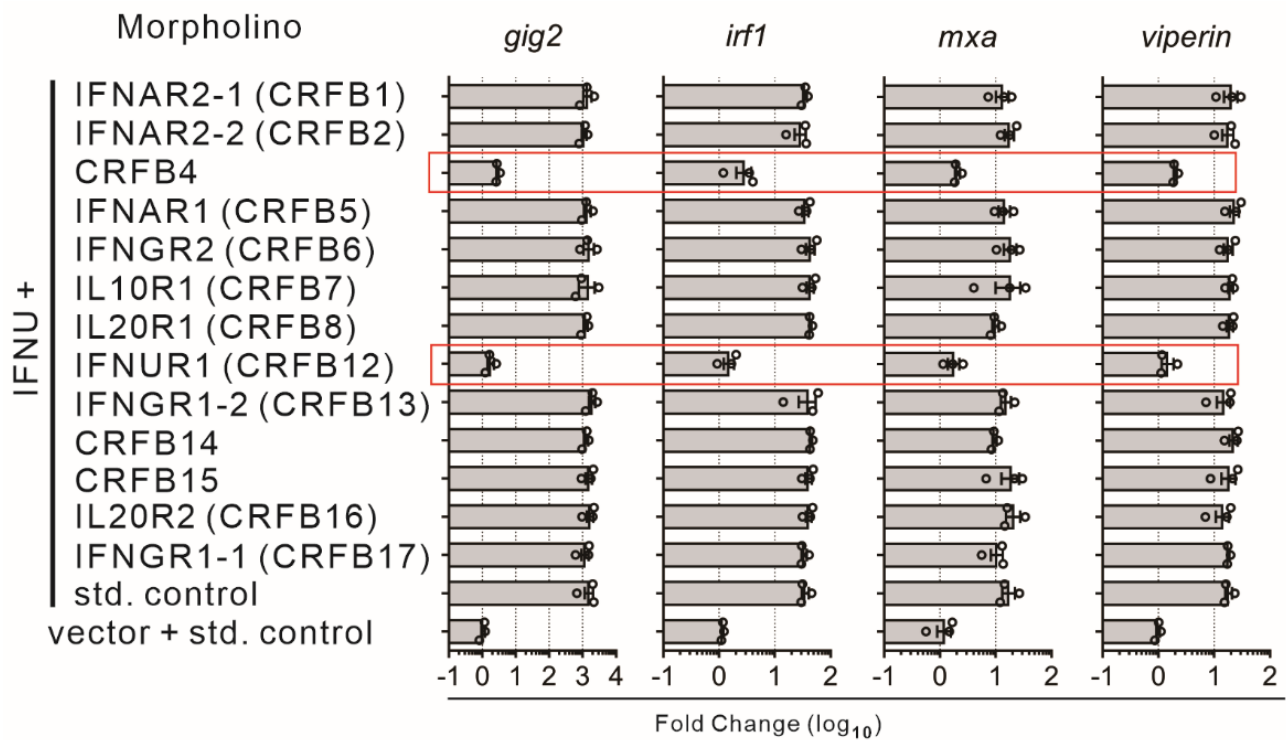 Morpholino gig2 irf1 mxa viperin
IFNU +
IFNAR2-1 (CRFB1)
IFNAR2-2 (CRFB2)
CRFB4
IFNAR1 (CRFB5)
IFNGR2 (CRFB6)
IL10R1 (CRFB7)
IL20R1 (CRFB8)
IFNUR1 (CRFB12)
IFNGR1-2 (CRFB13)
CRFB14
CRFB15
IL20R2 (CRFB16)
IFNGR1-1 (CRFB17)
std. control
vector + std. control
-1 0 1 2 3 4 -1 0 1 2 -1 0 1 2 -1 0 1 2
Fold Change (log10)